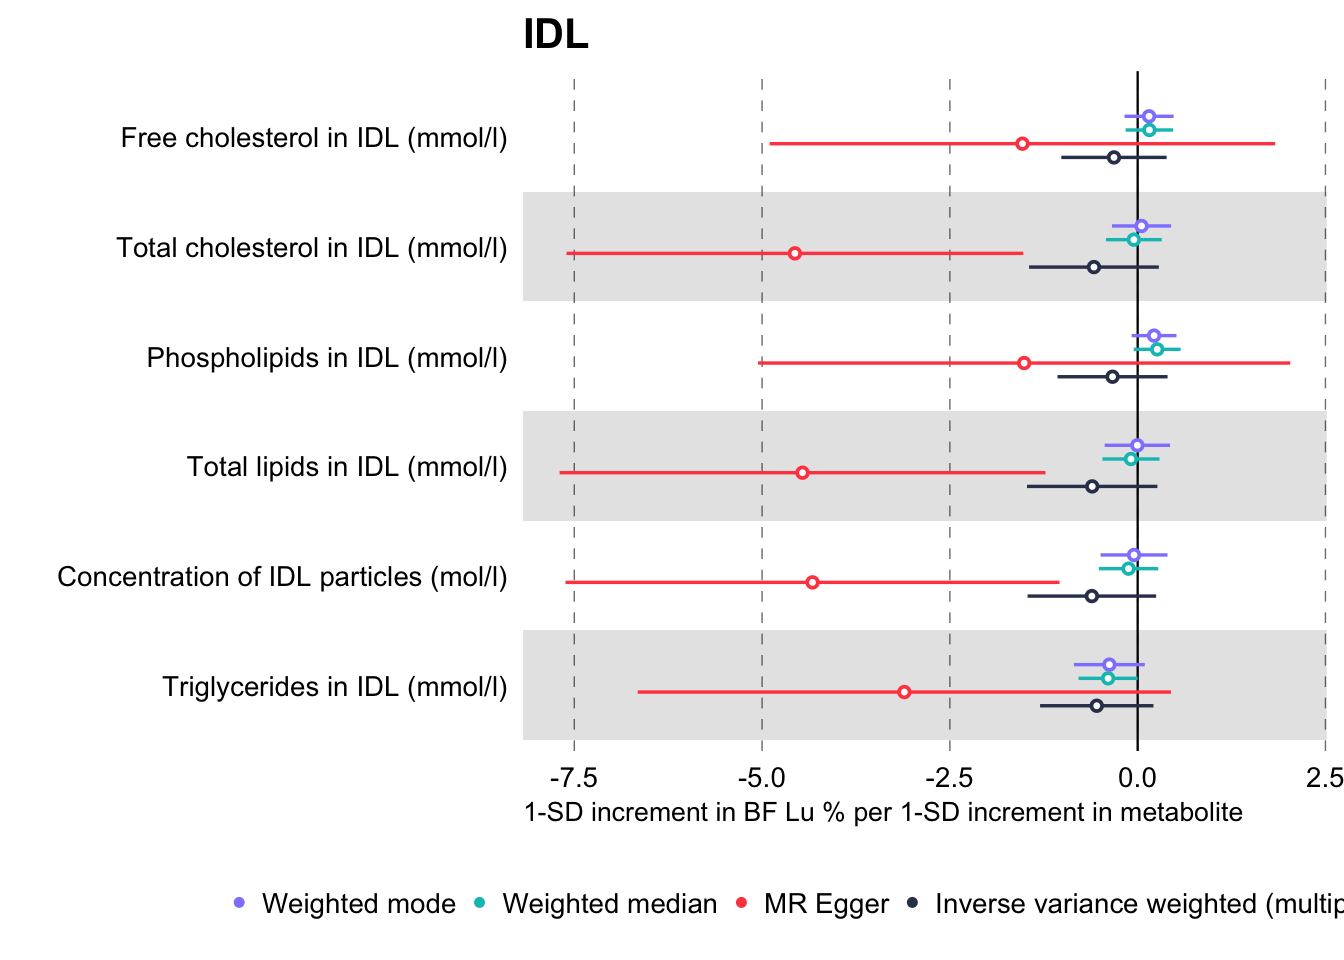 IDL
Free cholesterol in IDL (mmol/l)
Total cholesterol in IDL (mmol/l)
Phospholipids in IDL (mmol/l)
Total lipids in IDL (mmol/l)
Concentration of IDL particles (mol/l)
Triglycerides in IDL (mmol/l)
-7.5 -5.0 -2.5 0.0 2.5
1-SD increment in BF Lu % per 1-SD increment in metabolite
Weighted mode Weighted median MR Egger Inverse variance weighted (multip